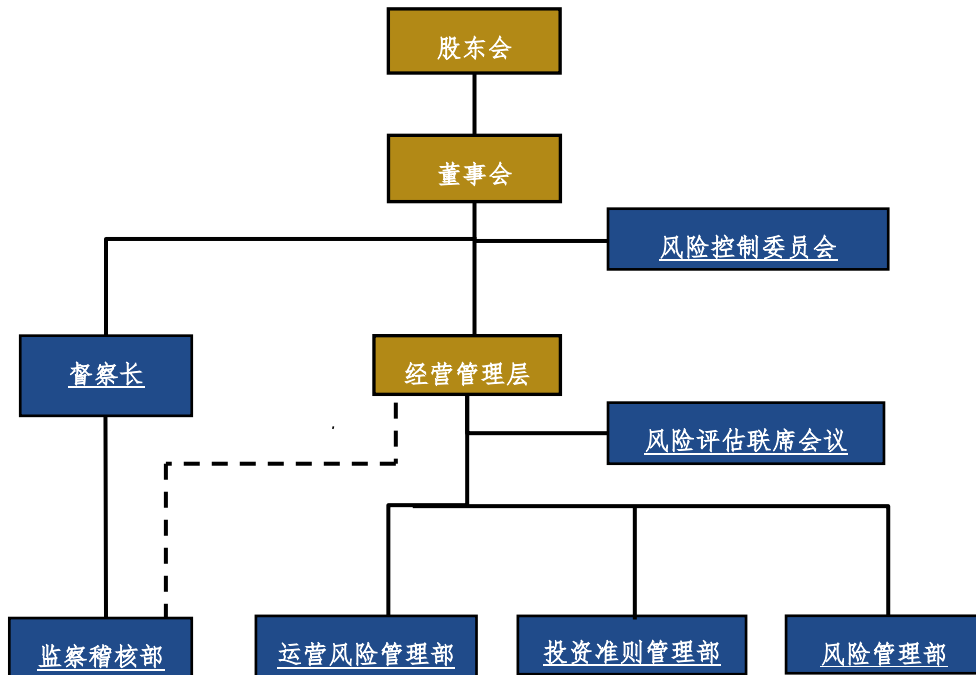 股东会
董事会
风险控制委员会
督察长
经营管理层
风险评估联席会议
监察稽核部
运营风险管理部
投资准则管理部
风险管理部